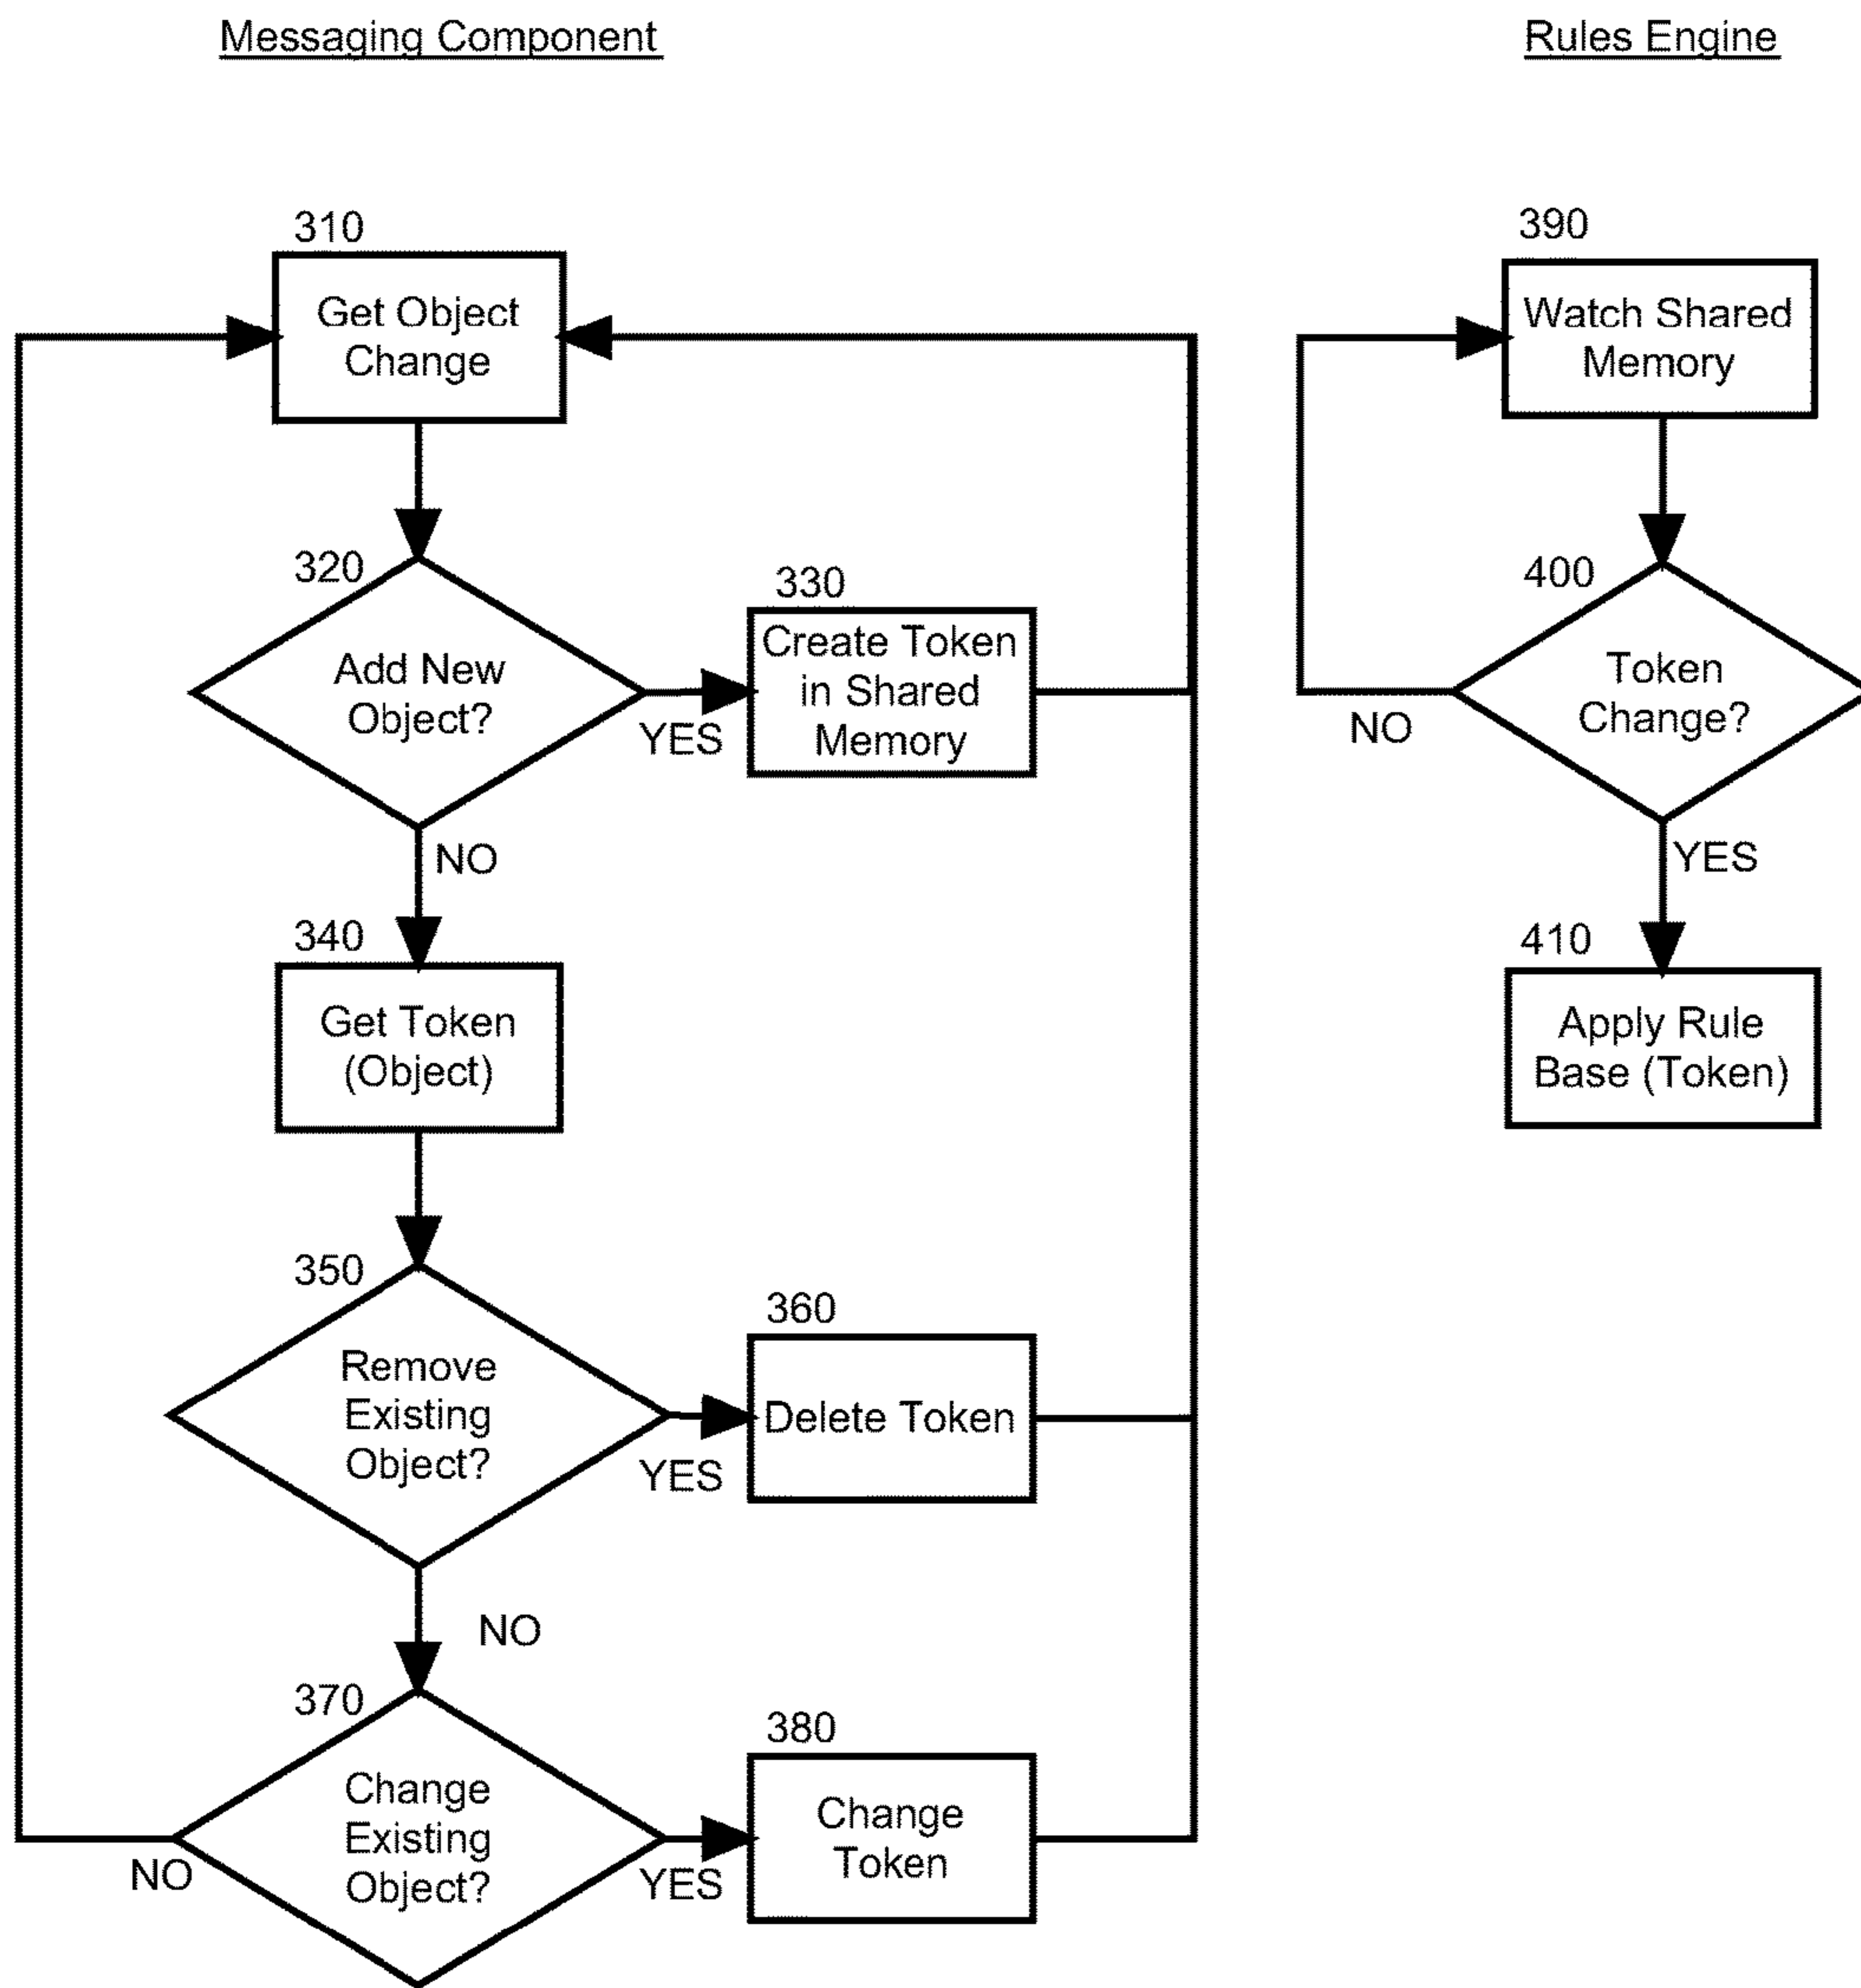 Messaging Component
Rules Engine
310
Get Object
Change
320
Add New
Object?
YES
NO
330
Create Token
in Shared
Memory
340
Get Token
(Object)
350
Remove
Existing
Object?
YES
NO
360
Delete Token
370
Change
Existing
Object?
NO
YES
380
Change
Token
390
Watch Shared
Memory
400
Token
Change?
NO
YES
410
Apply Rule
Base (Token)